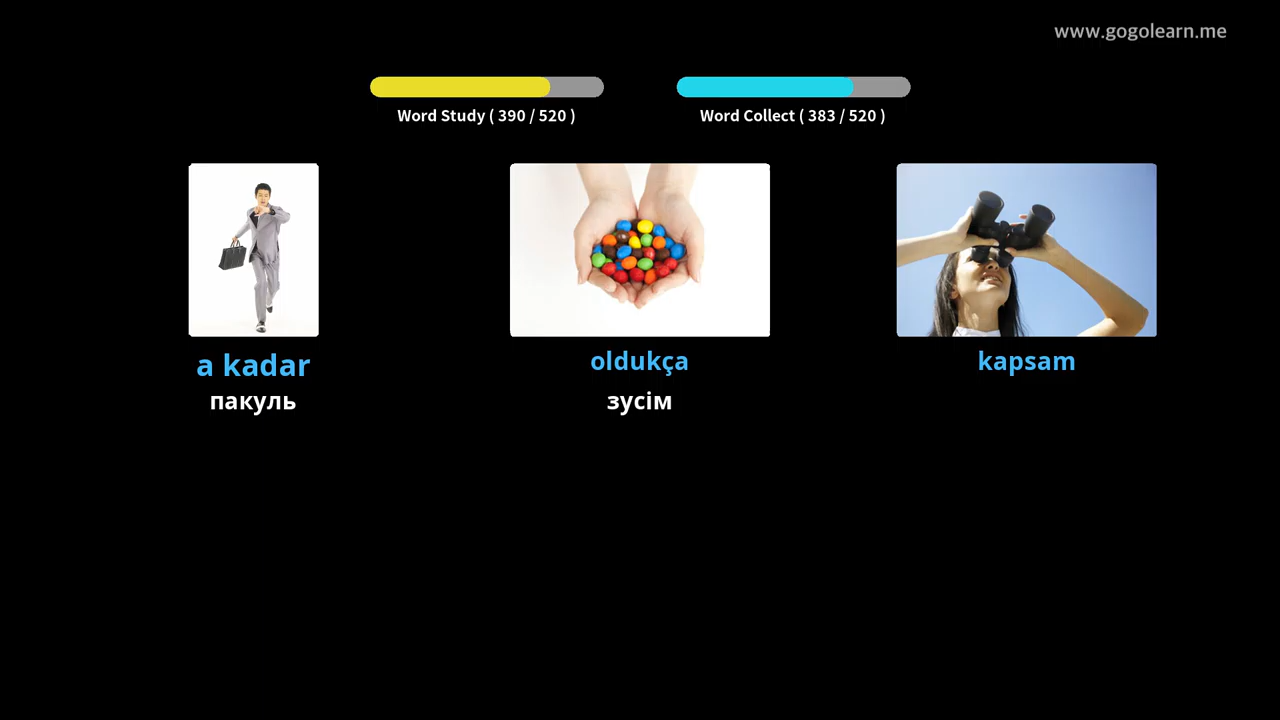 www.gogolearn.me
Word Study ( 390 / 520 )
Word Collect ( 383 / 520 )
a kadar
пакуль
oldukça
зусім
kapsam